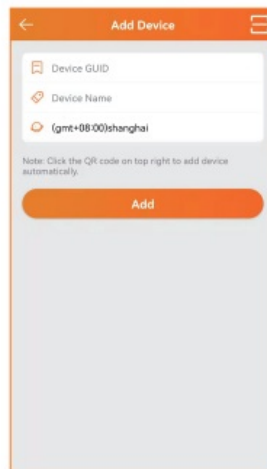 Add Device
Device GUID
Device Name
(gmt+08:00)shanghai
Note: Click the QR code on top right to add device
automatically.
Add